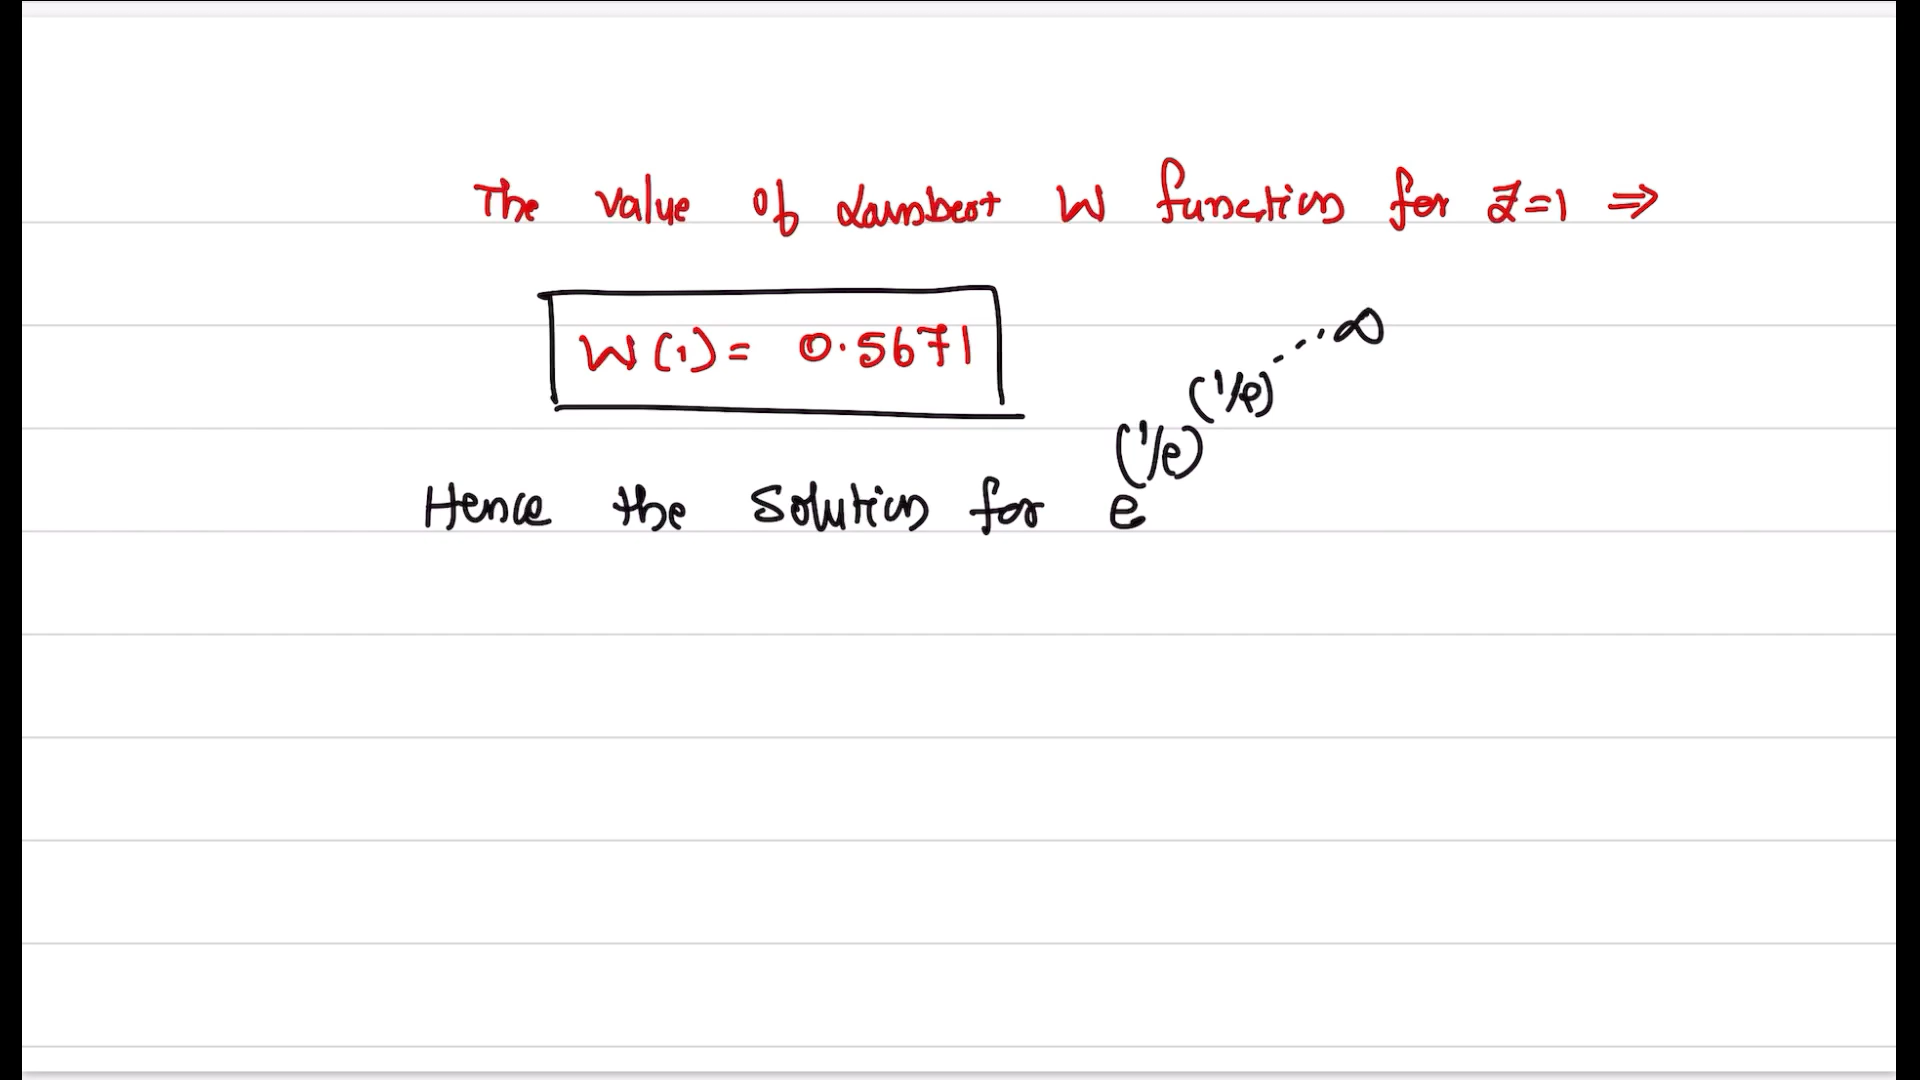 The value of Lambert W function for z=1 ⇒
W(1)= 0.5671
Hence the Solution for e^(1/e)^(1/e)^...∞